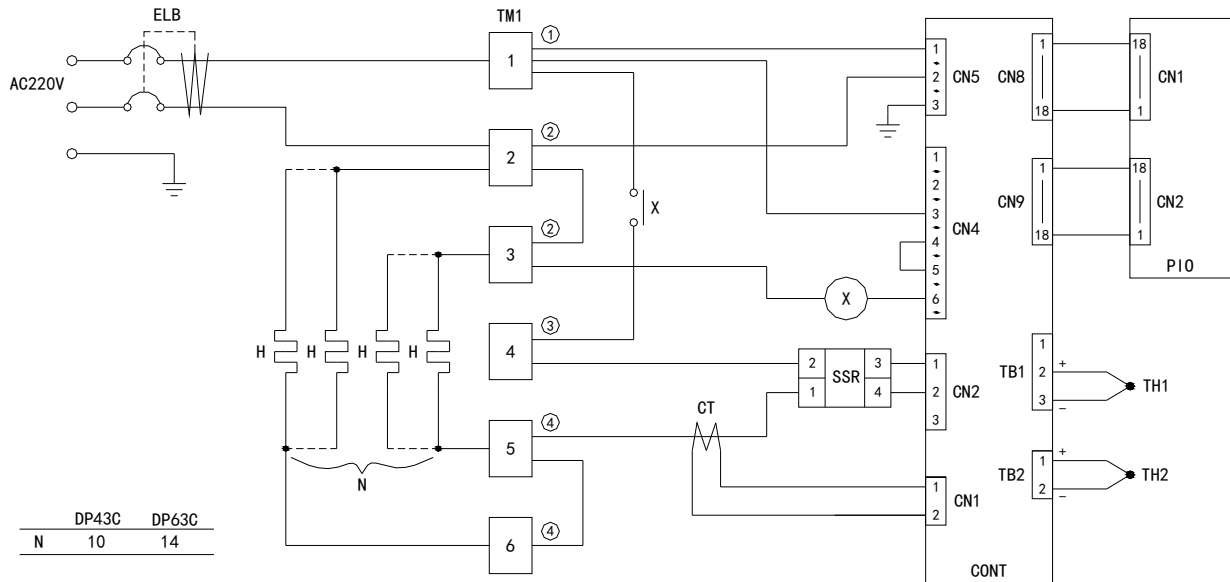 ELB
AC220V
TM1
①
1
②
2
②
3
③
4
④
5
④
6
X
H H H H
N
DP43C DP63C
N 10 14
X
CT
2 SSR 3
1 4
1
2
3
CN5
1
2
3
4
5
6
CN4
1
2
3
CN2
1
2
CN1
CN8
1
18
CN9
1
18
18
1
CN1
18
1
CN2
PIO
TB1
1
2
3
+
−
TH1
TB2
1
2
+
−
TH2
CONT